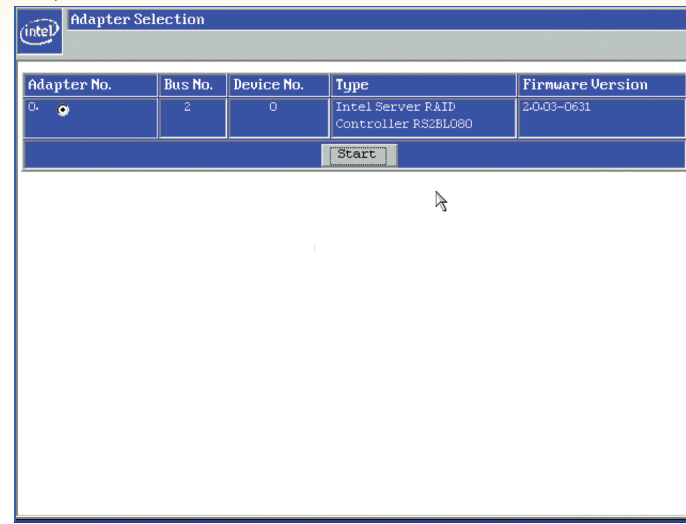 intel
Adapter Selection
Adapter No. Bus No. Device No. Type Firmware Version
0. 2 0 Intel Server RAID 2.0.03-0631
Controller RS2BL080
Start